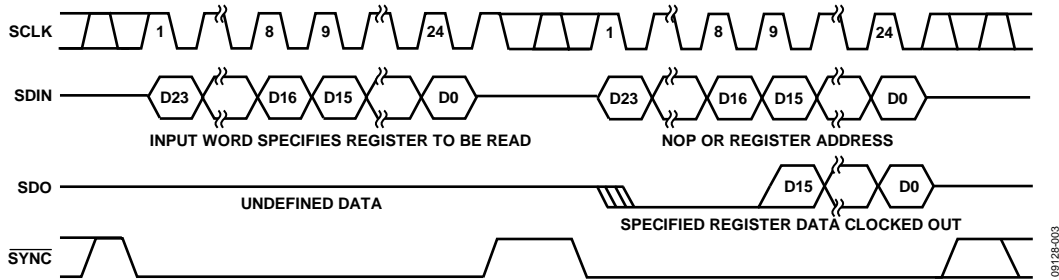 SCLK 1 8 9 24 1 8 9 24
SDIN D23 D16 D15 D0 D23 D16 D15 D0
INPUT WORD SPECIFIES REGISTER TO BE READ NOP OR REGISTER ADDRESS
SDO D15 D0
UNDEFINED DATA SPECIFIED REGISTER DATA CLOCKED OUT
SYNC
09128-003